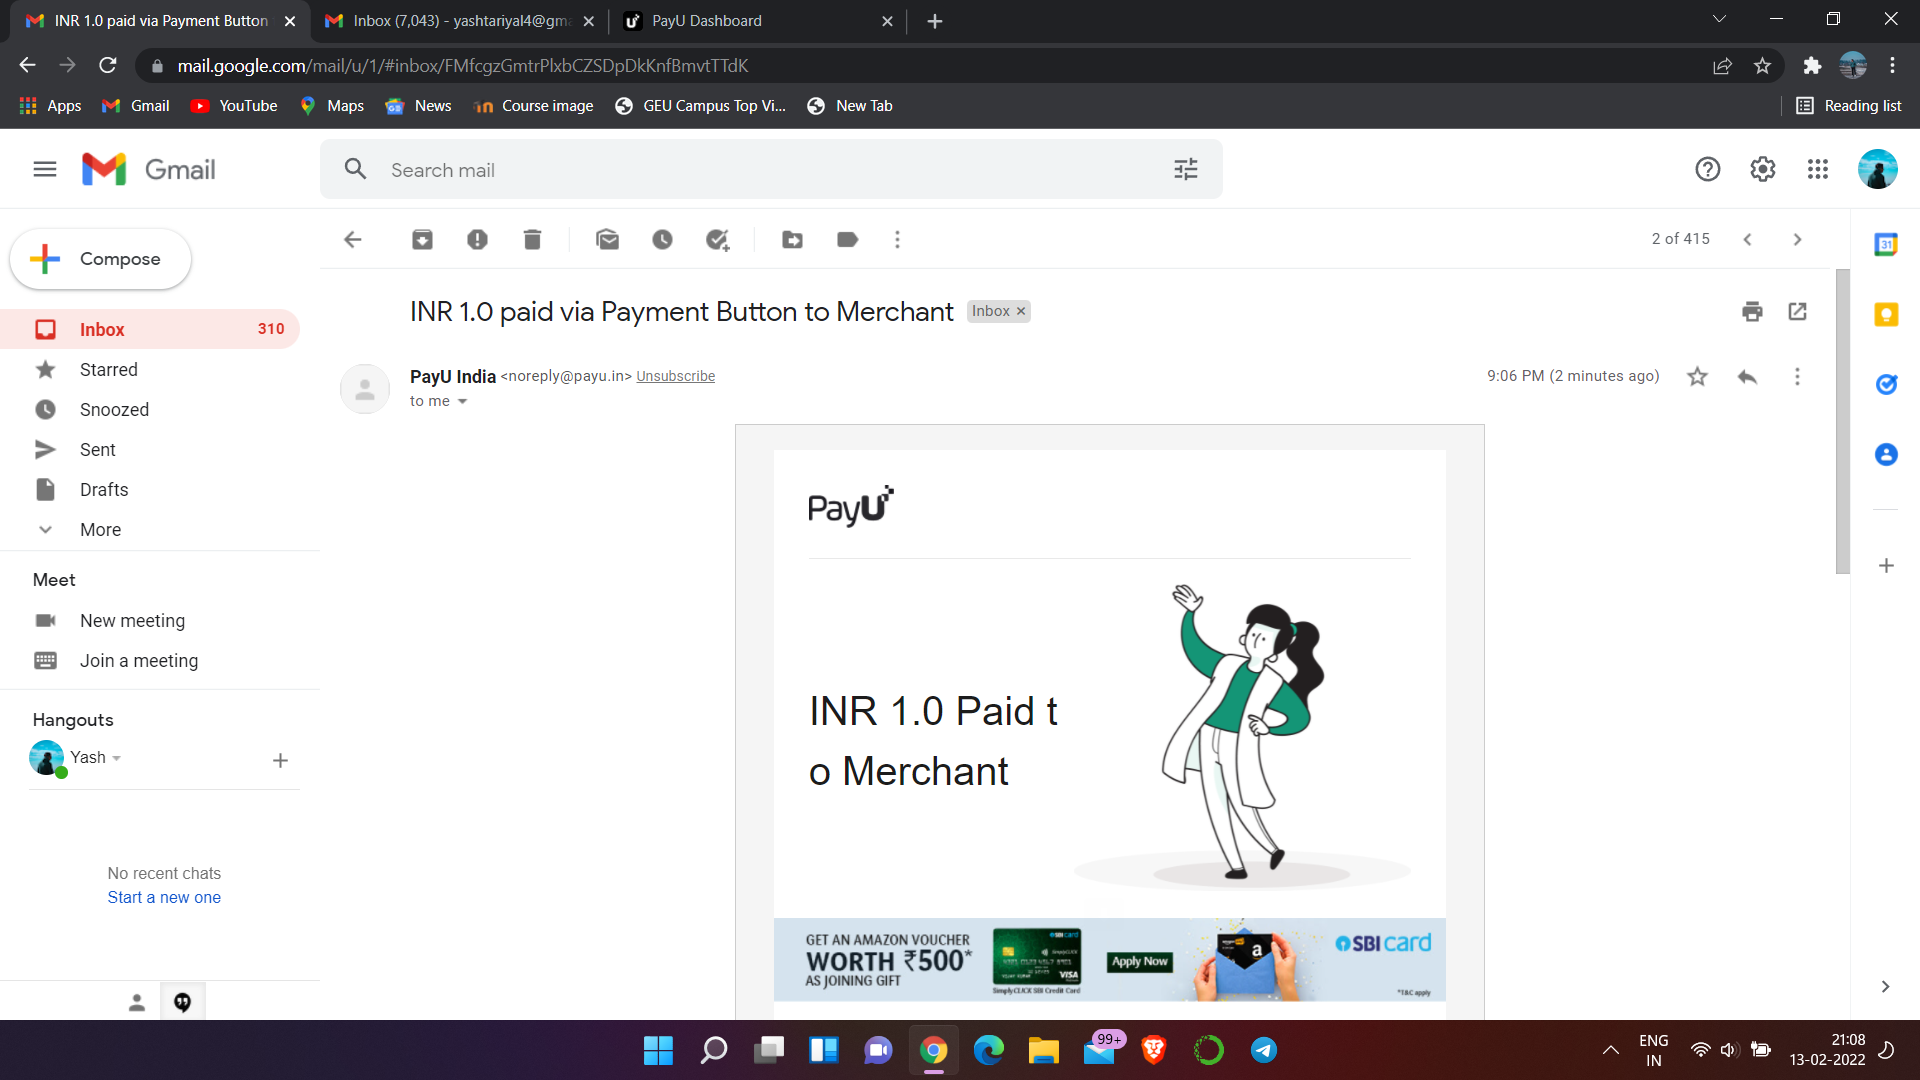 INR 1.0 paid via Payment Button
Inbox (7,043) - yashtariyal4@gma
PayU Dashboard
mail.google.com/mail/u/1/#inbox/FMfcgzGmtrPlxbCZSDpDkKnfBmvtTTdK
Apps
Gmail
YouTube
Maps
News
Course image
GEU Campus Top Vi...
New Tab
Reading list
Gmail
Search mail
Compose
2 of 415
Inbox 310
Starred
Snoozed
Sent
Drafts
More
Meet
New meeting
Join a meeting
Hangouts
Yash
No recent chats
Start a new one
INR 1.0 paid via Payment Button to Merchant
Inbox ×
PayU India <noreply@payu.in> Unsubscribe
9:06 PM (2 minutes ago)
to me
PayU
INR 1.0 Paid t
o Merchant
GET AN AMAZON VOUCHER
WORTH ₹500*
AS JOINING GIFT
SBI card
VISA
SimplyCLICK SBI Credit Card
Apply Now
a
SBI card
*T&C apply
31
99+
ENG
IN
21:08
13-02-2022